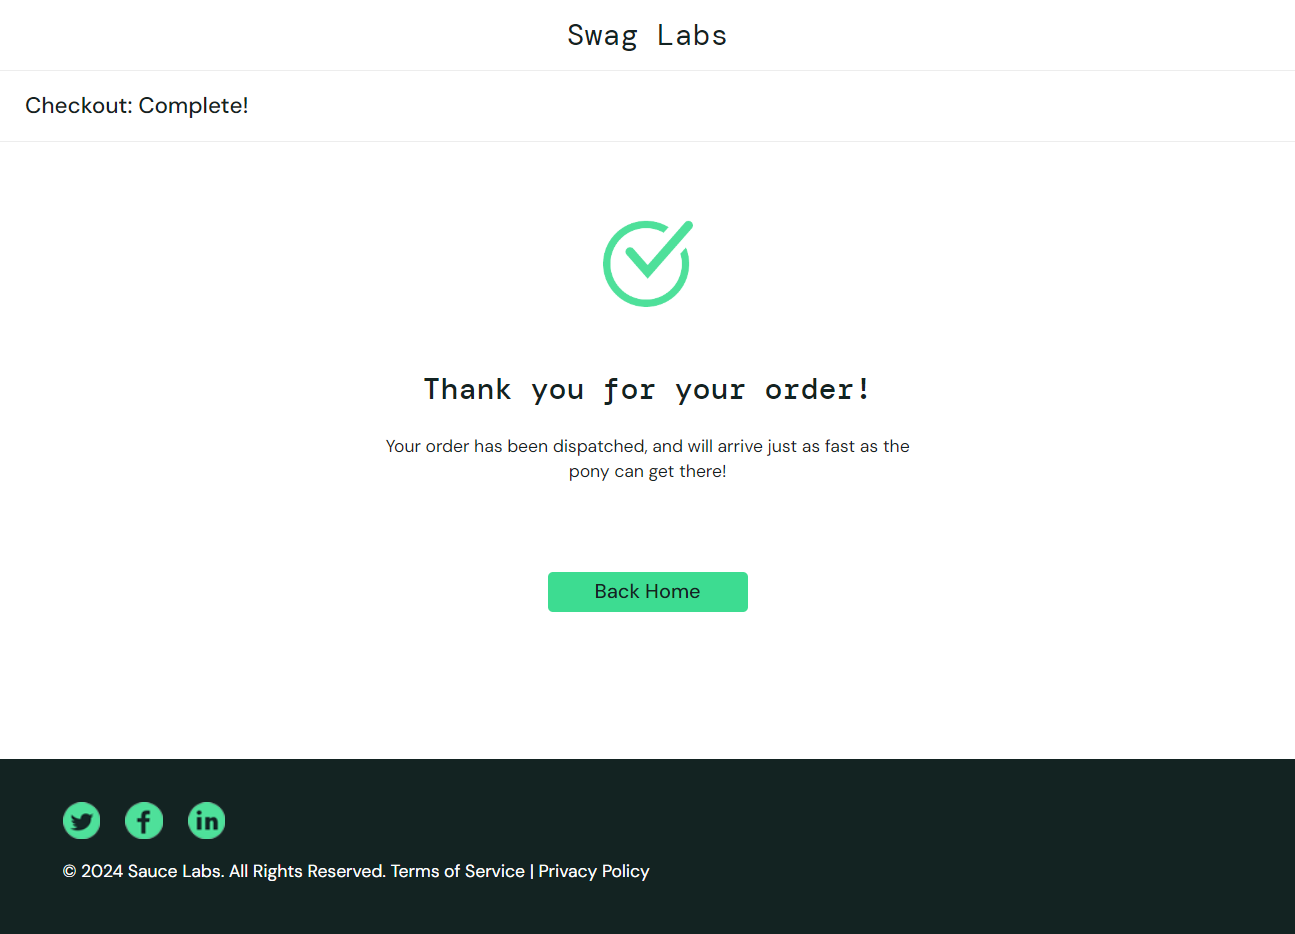 Swag Labs
Checkout: Complete!
Thank you for your order!
Your order has been dispatched, and will arrive just as fast as the
pony can get there!
Back Home
© 2024 Sauce Labs. All Rights Reserved. Terms of Service | Privacy Policy